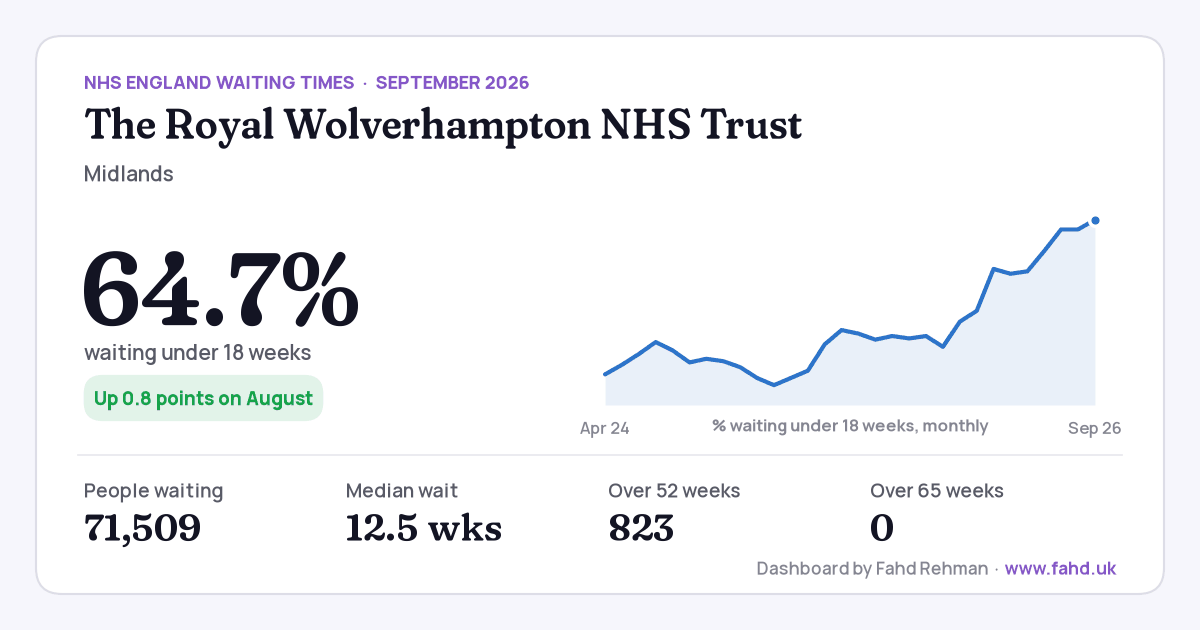 NHS ENGLAND WAITING TIMES · SEPTEMBER 2026
The Royal Wolverhampton NHS Trust
Midlands
64.7%
waiting under 18 weeks
Up 0.8 points on August
Apr 24
% waiting under 18 weeks, monthly
Sep 26
People waiting
71,509
Median wait
12.5 wks
Over 52 weeks
823
Over 65 weeks
0
Dashboard by Fahd Rehman · www.fahd.uk